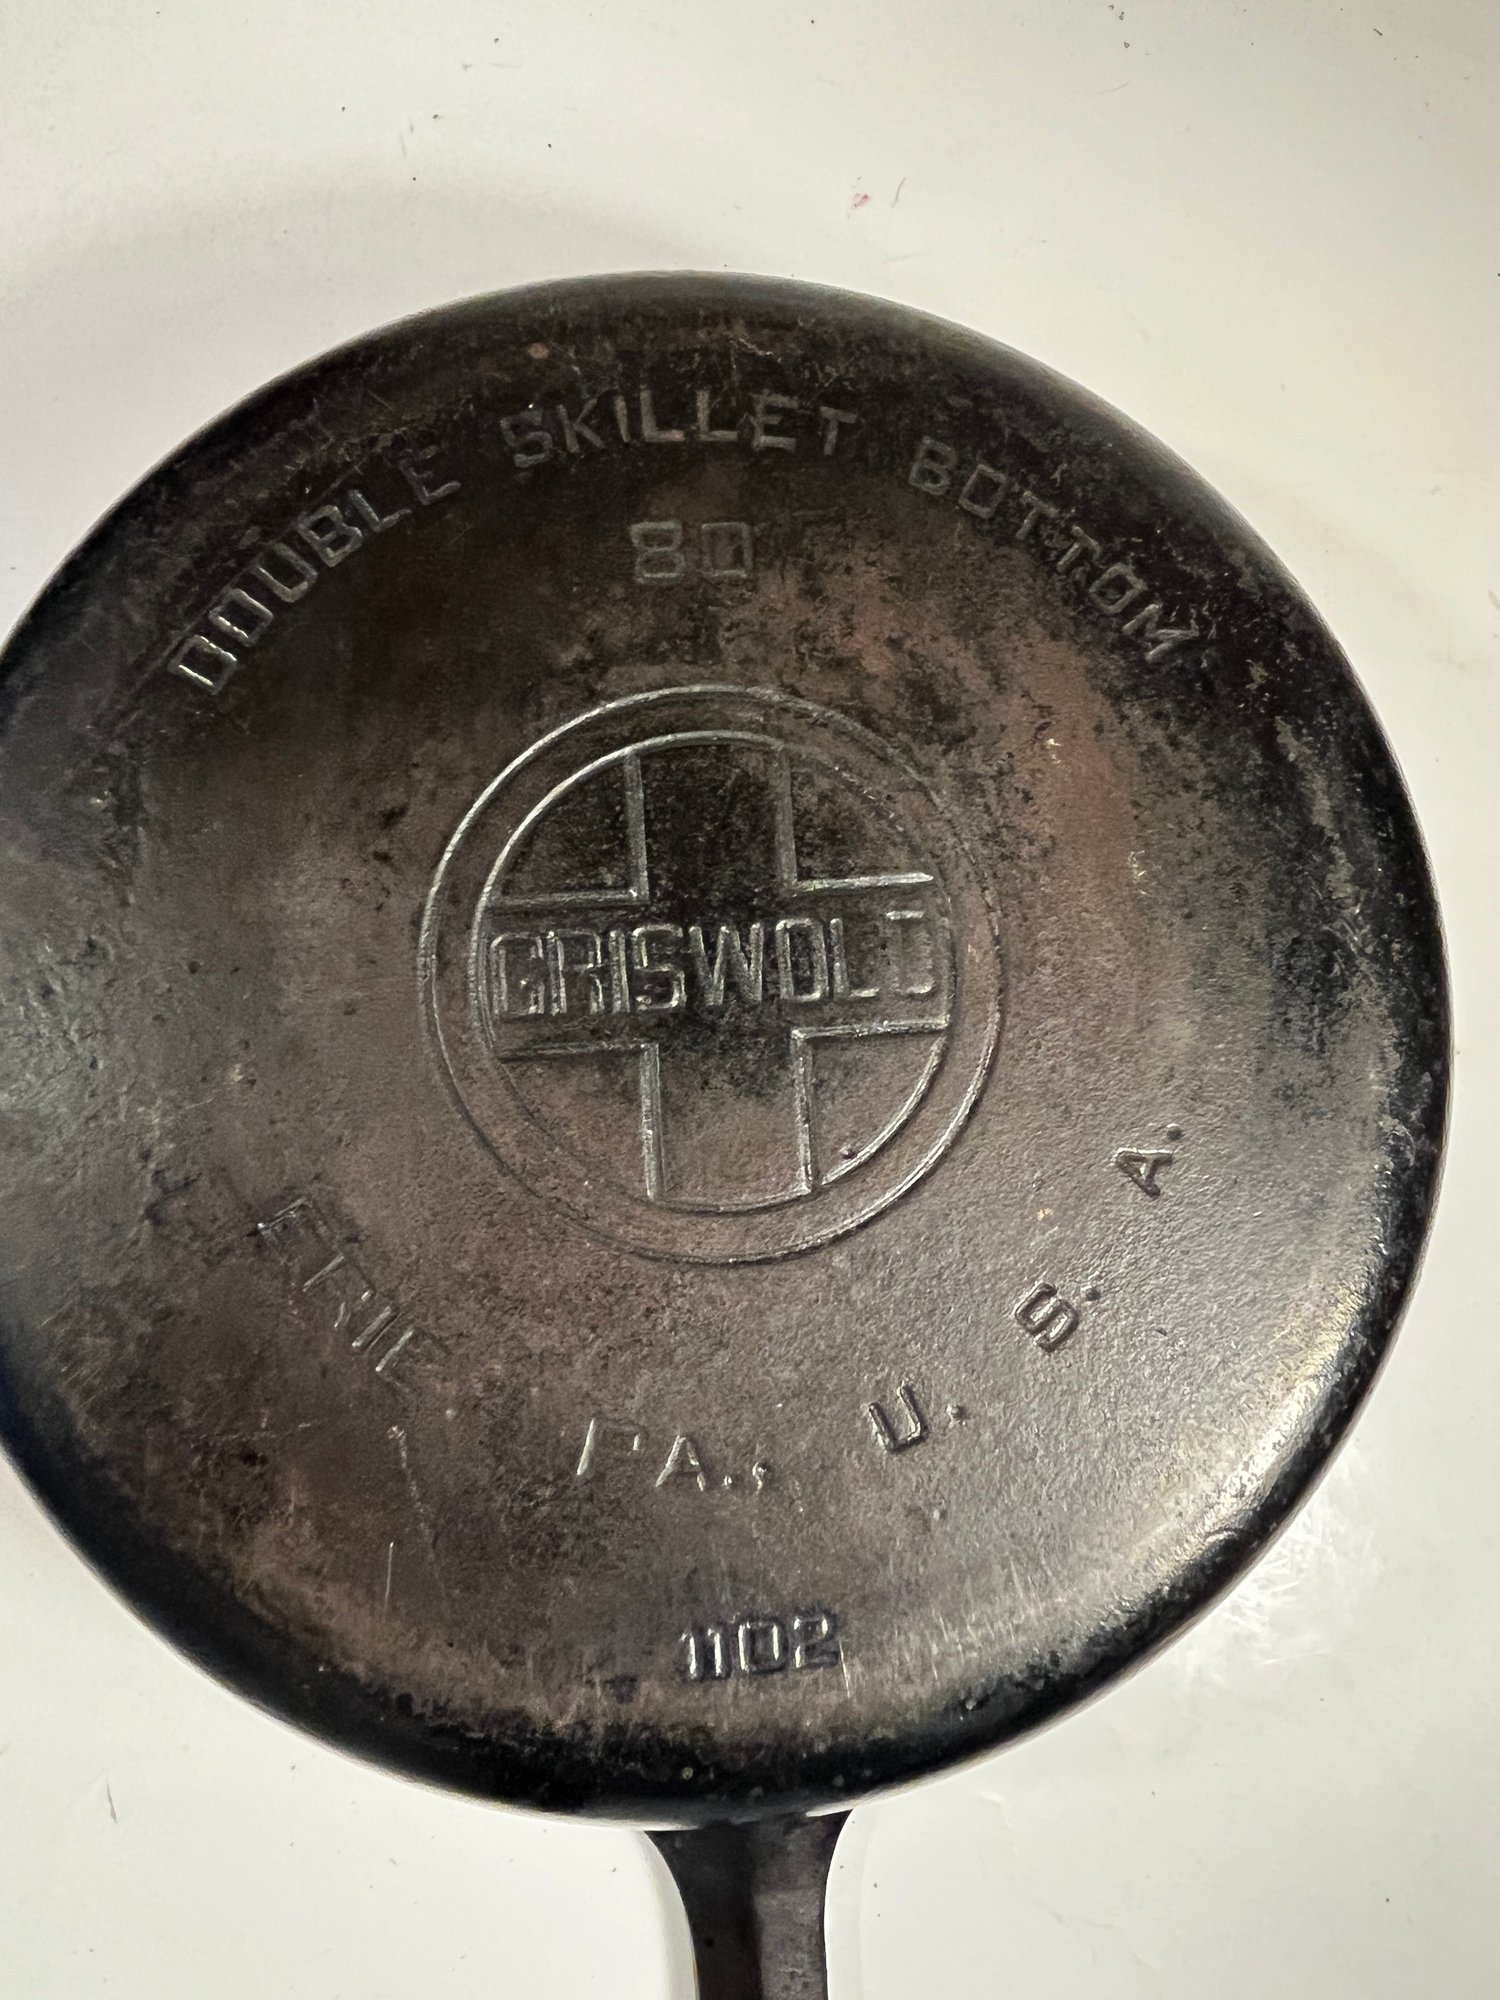 DOUBLE SKILLET BOTTOM
80
GRISWOLD
ERIE PA., U. S. A.
1102